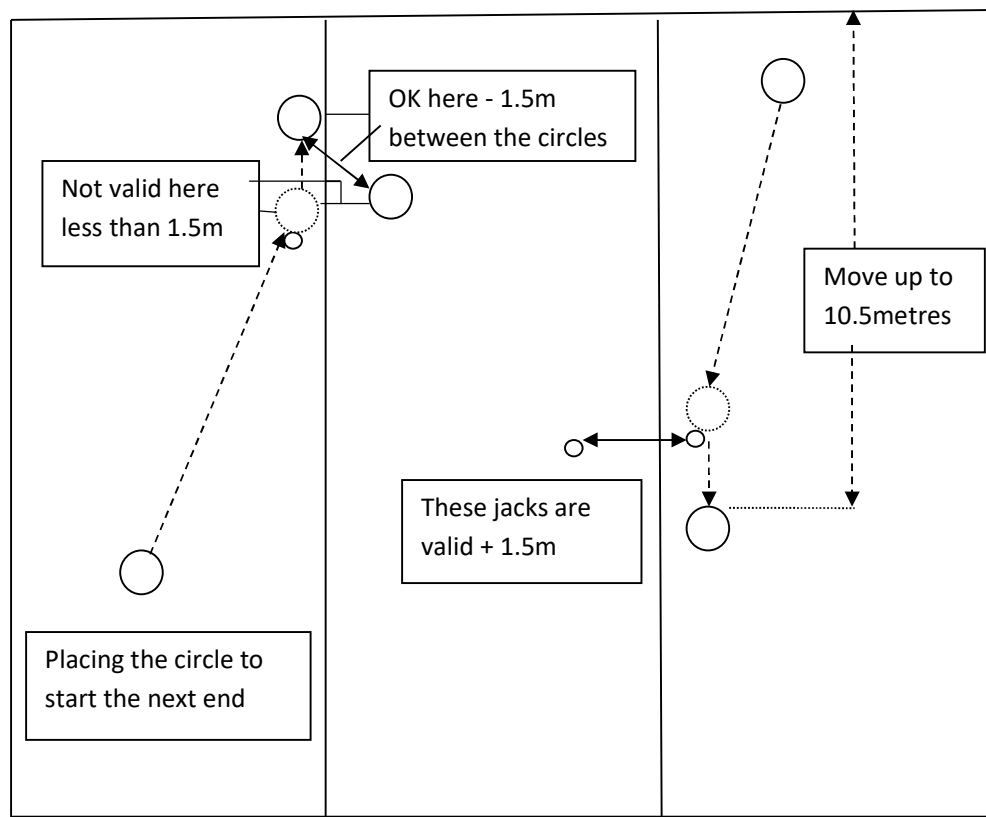 OK here - 1.5m
between the circles
Not valid here
less than 1.5m
Move up to
10.5metres
These jacks are
valid + 1.5m
Placing the circle to
start the next end